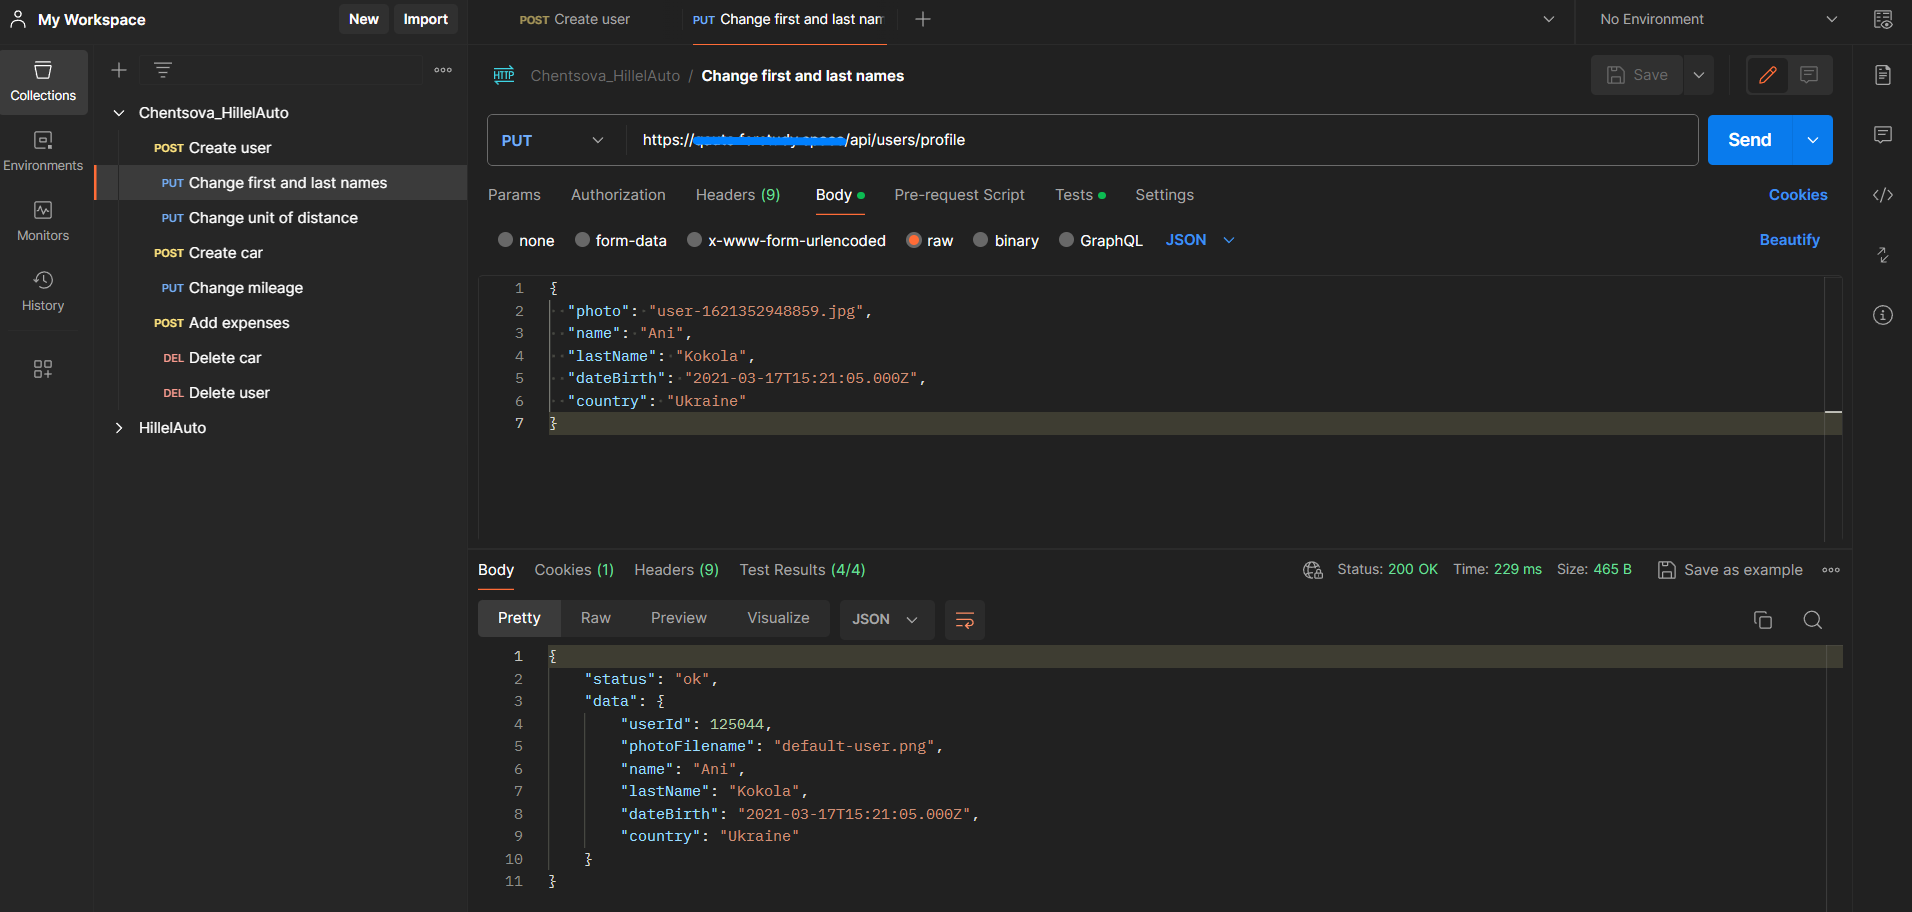 My Workspace
New
Import
Collections
Environments
Monitors
History
Chentsova_HillelAuto
POST Create user
PUT Change first and last names
PUT Change unit of distance
POST Create car
PUT Change mileage
POST Add expenses
DEL Delete car
DEL Delete user
HillelAuto
POST Create user
PUT Change first and last nam
No Environment
HTTP
Chentsova_HillelAuto / Change first and last names
Save
PUT
https:// /api/users/profile
Send
Params
Authorization
Headers (9)
Body
Pre-request Script
Tests
Settings
Cookies
none
form-data
x-www-form-urlencoded
raw
binary
GraphQL
JSON
Beautify
1 {
2 "photo": "user-1621352948859.jpg",
3 "name": "Ani",
4 "lastName": "Kokola",
5 "dateBirth": "2021-03-17T15:21:05.000Z",
6 "country": "Ukraine"
7 }
Body
Cookies (1)
Headers (9)
Test Results (4/4)
Status: 200 OK
Time: 229 ms
Size: 465 B
Save as example
Pretty
Raw
Preview
Visualize
JSON
1 {
2 "status": "ok",
3 "data": {
4 "userId": 125044,
5 "photoFilename": "default-user.png",
6 "name": "Ani",
7 "lastName": "Kokola",
8 "dateBirth": "2021-03-17T15:21:05.000Z",
9 "country": "Ukraine"
10 }
11 }